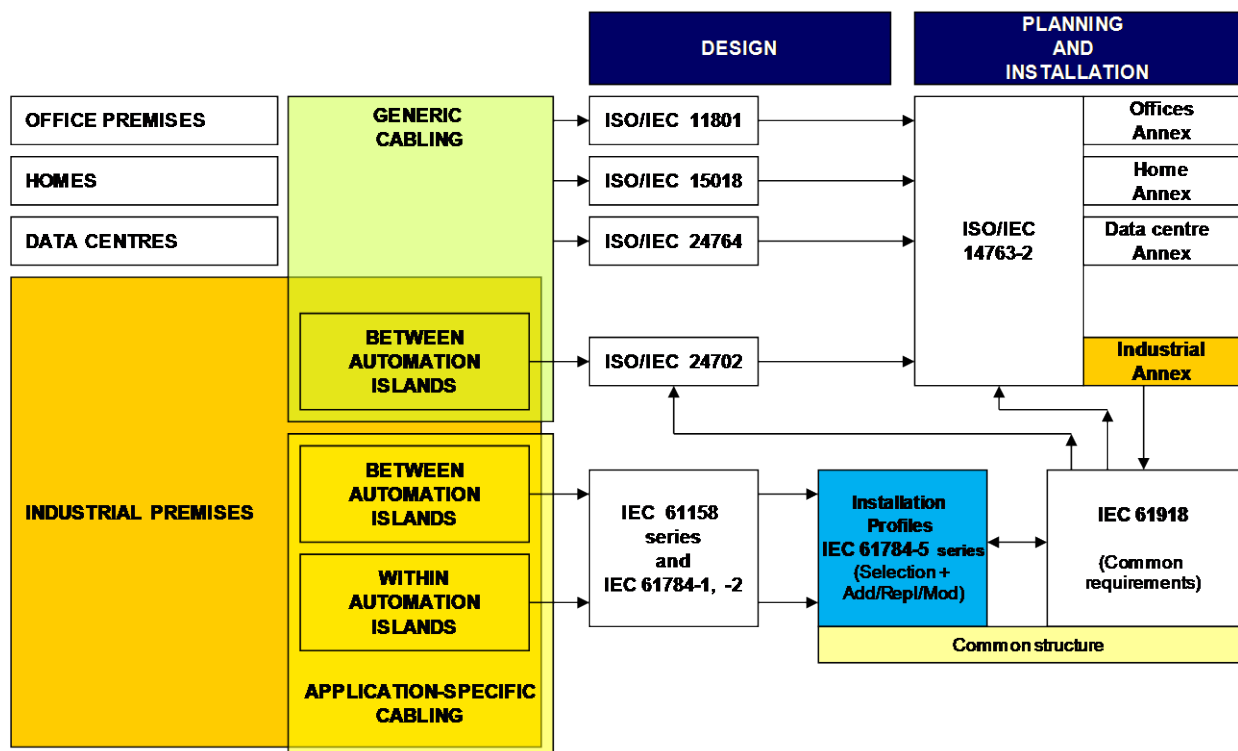 DESIGN
PLANNING
AND
INSTALLATION
OFFICE PREMISES
GENERIC
CABLING
ISO/IEC 11801
Offices
Annex
HOMES
ISO/IEC 15018
Home
Annex
DATA CENTRES
ISO/IEC 24764
ISO/IEC
14763-2
Data centre
Annex
BETWEEN
AUTOMATION
ISLANDS
ISO/IEC 24702
Industrial
Annex
INDUSTRIAL PREMISES
BETWEEN
AUTOMATION
ISLANDS
WITHIN
AUTOMATION
ISLANDS
APPLICATION-SPECIFIC
CABLING
IEC 61158
series
and
IEC 61784-1, -2
Installation
Profiles
IEC 61784-5 series
(Selection +
Add/Repl/Mod)
IEC 61918
(Common
requirements)
Common structure